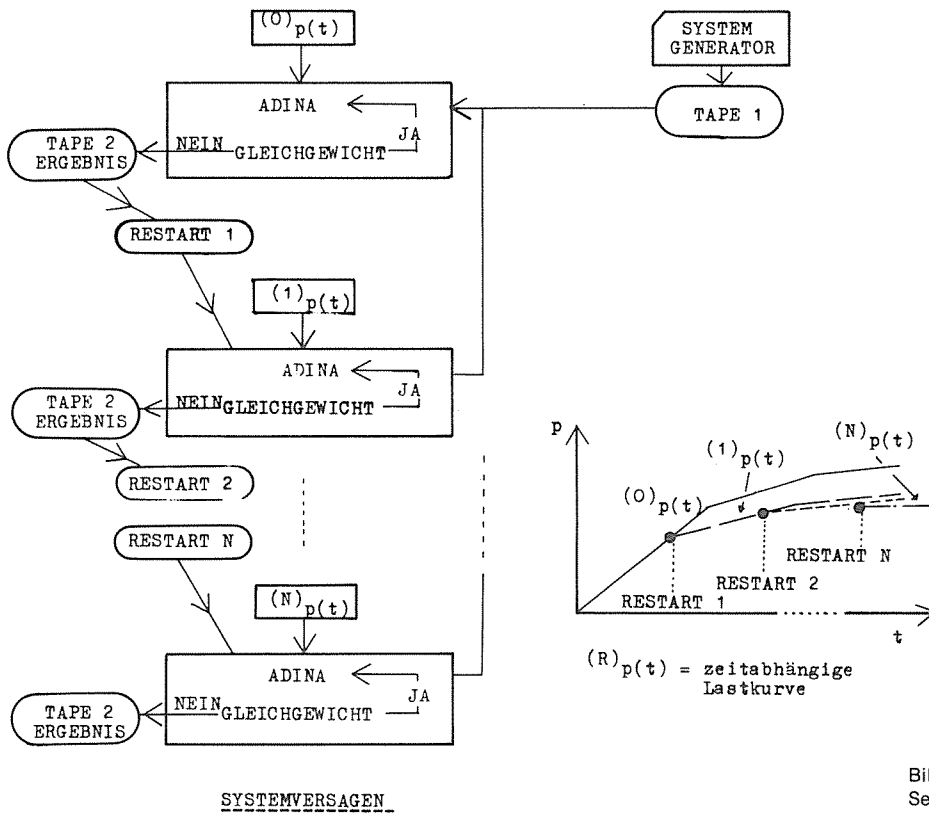 (0)p(t)
SYSTEM
GENERATOR
TAPE 1
ADINA
JA
NEIN
GLEICHGEWICHT
TAPE 2
ERGEBNIS
RESTART 1
(1)p(t)
ADINA
JA
NEIN
GLEICHGEWICHT
TAPE 2
ERGEBNIS
RESTART 2
RESTART N
(N)p(t)
ADINA
JA
NEIN
GLEICHGEWICHT
TAPE 2
ERGEBNIS
SYSTEMVERSAGEN
p
(0)p(t)
(1)p(t)
(N)p(t)
RESTART N
RESTART 2
RESTART 1
t
(R)p(t) = zeitabhängige
Lastkurve